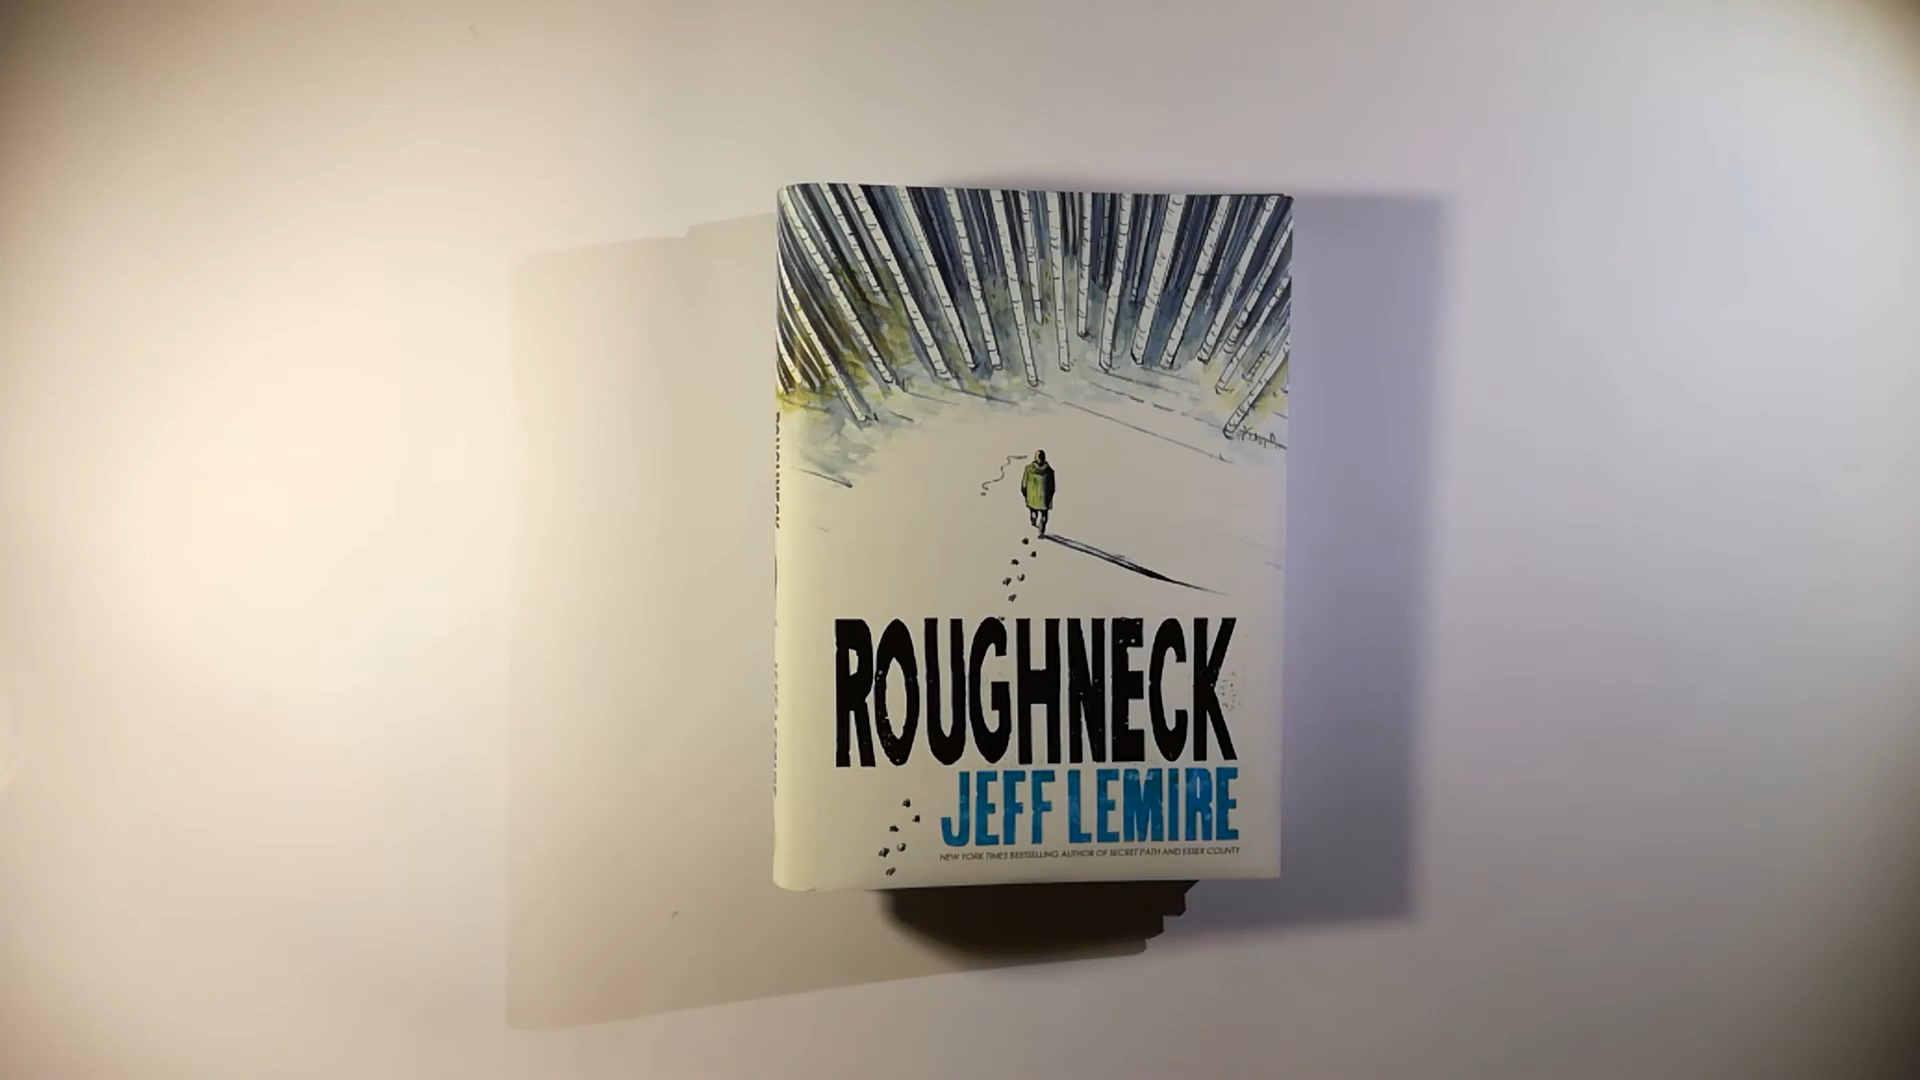 ROUGHNECK
JEFF LEMIRE
NEW YORK TIMES BESTSELLING AUTHOR OF SECRET PATH AND ESSEX COUNTY